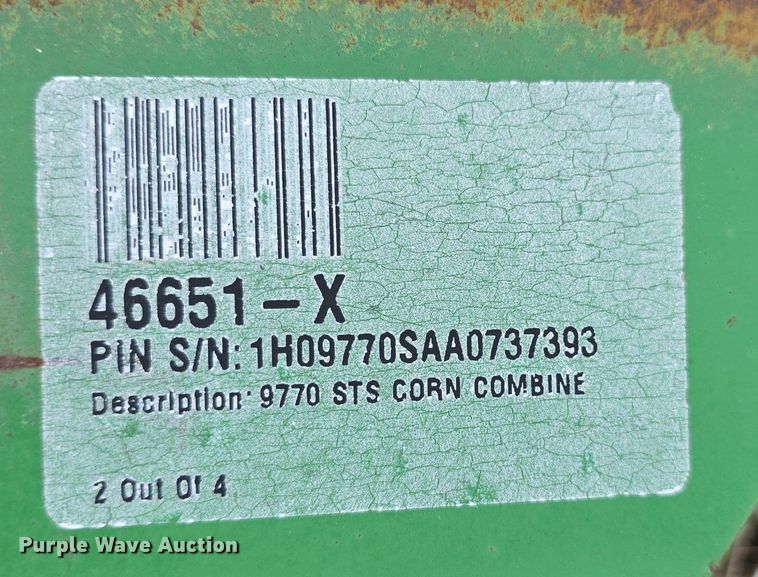 46651-X
PIN S/N: 1H09770SAA0737393
Description: 9770 STS CORN COMBINE
2 Out Of 4
Purple Wave Auction